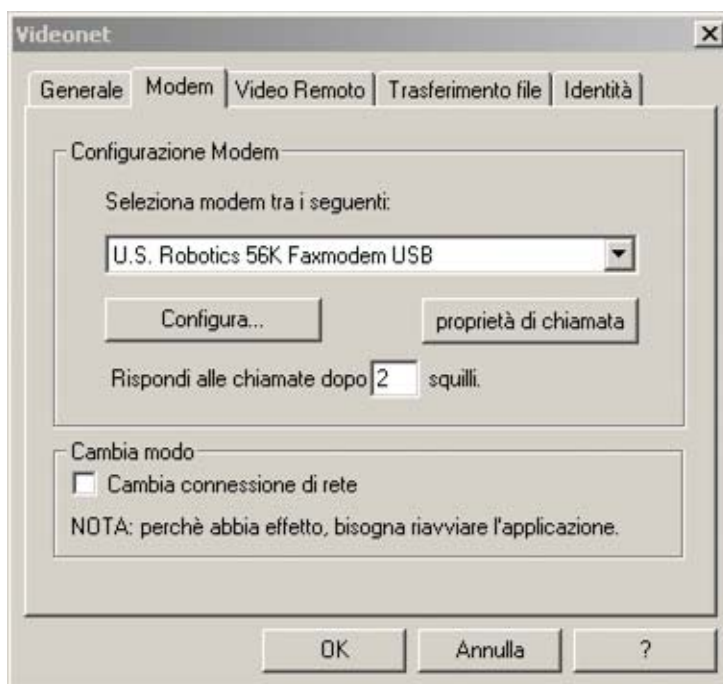 Videonet
Generale Modem Video Remoto Trasferimento file Identità
Configurazione Modem
Seleziona modem tra i seguenti:
U.S. Robotics 56K Faxmodem USB
Configura... proprietà di chiamata
Rispondi alle chiamate dopo 2 squilli.
Cambia modo
Cambia connessione di rete
NOTA: perchè abbia effetto, bisogna riavviare l'applicazione.
OK Annulla ?